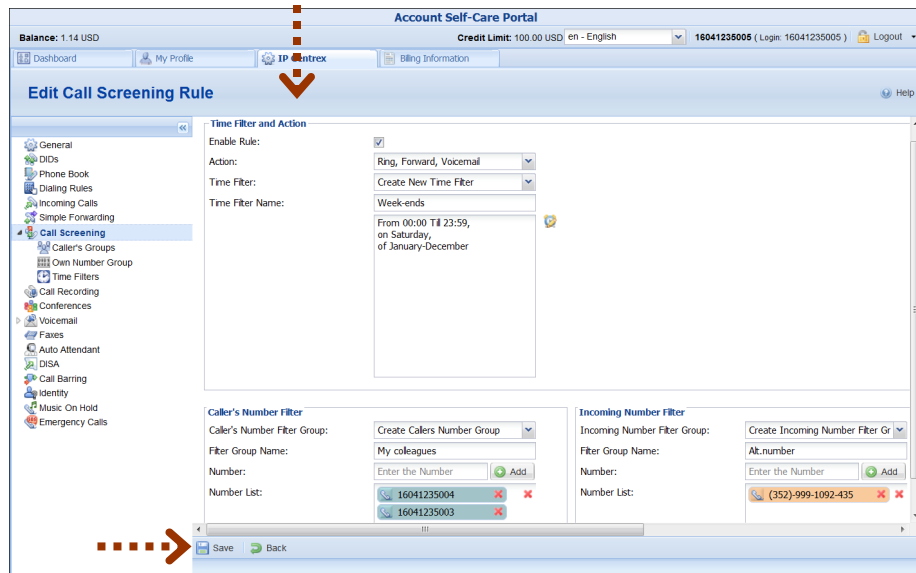 Account Self-Care Portal
Balance: 1.14 USD Credit Limit: 100.00 USD en - English 16041235005 ( Login: 16041235005 ) Logout
Dashboard My Profile IP Centrex Billing Information
Edit Call Screening Rule Help
General
DIDs
Phone Book
Dialing Rules
Incoming Calls
Simple Forwarding
Call Screening
Caller's Groups
Own Number Group
Time Filters
Call Recording
Conferences
Voicemail
Faxes
Auto Attendant
DISA
Call Barring
Identity
Music On Hold
Emergency Calls
Time Filter and Action
Enable Rule:
Action: Ring, Forward, Voicemail
Time Filter: Create New Time Filter
Time Filter Name: Week-ends
From 00:00 Till 23:59,
on Saturday,
of January-December
Caller's Number Filter
Caller's Number Filter Group: Create Callers Number Group
Filter Group Name: My coleagues
Number: Enter the Number Add
Number List: 16041235004
16041235003
Incoming Number Filter
Incoming Number Filter Group: Create Incoming Number Filter Gr
Filter Group Name: Alt.number
Number: Enter the Number Add
Number List: (352)-999-1092-435
Save Back